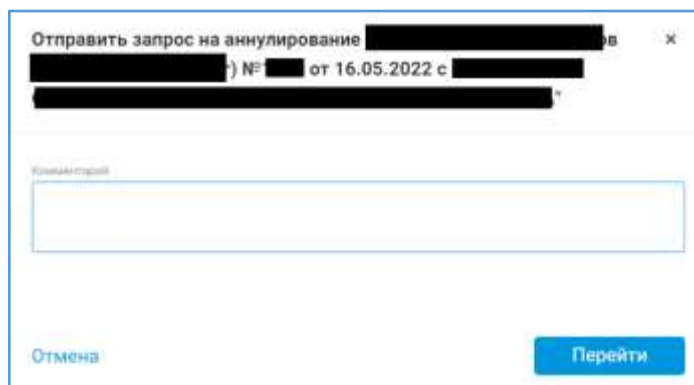 Отправить запрос на аннулирование ×
№ от 16.05.2022 с
Комментарий
Отмена Перейти